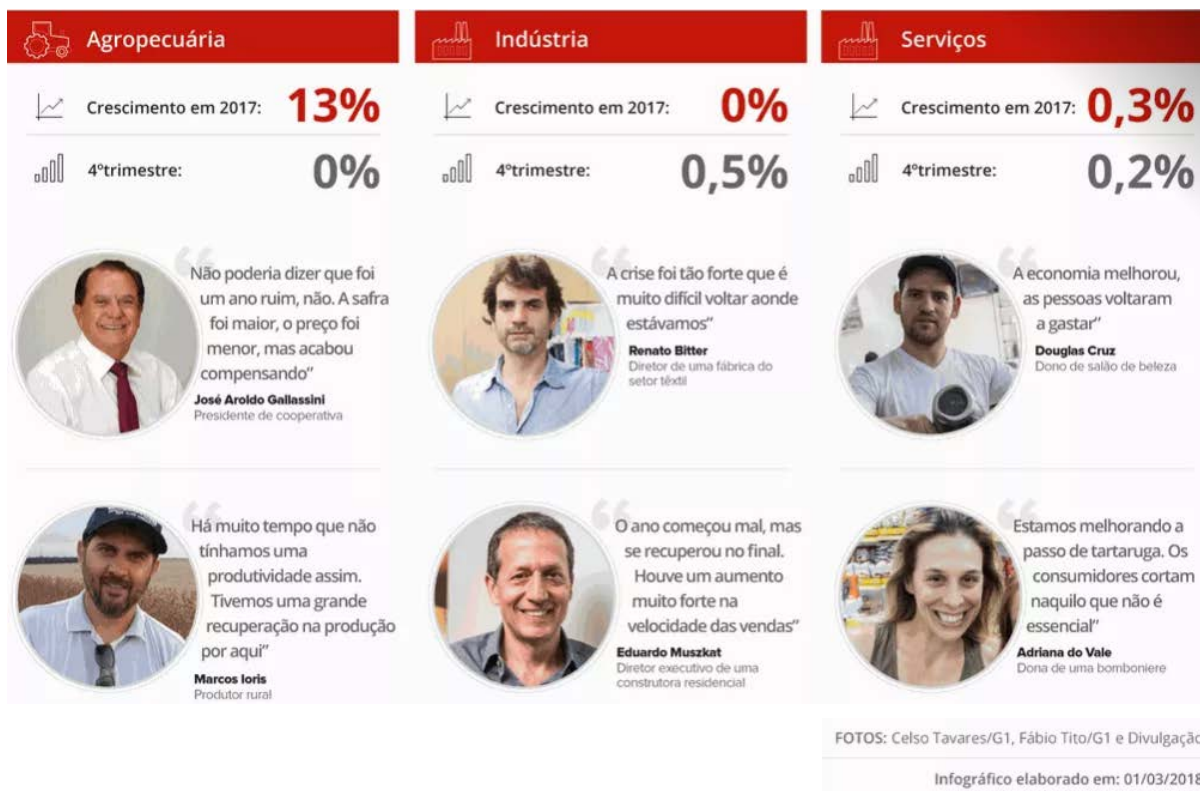 Agropecuária
Crescimento em 2017: 13%
4ºtrimestre: 0%
Não poderia dizer que foi
um ano ruim, não. A safra
foi maior, o preço foi
menor, mas acabou
compensando"
José Aroldo Gallassini
Presidente de cooperativa
Há muito tempo que não
tínhamos uma
produtividade assim.
Tivemos uma grande
recuperação na produção
por aqui"
Marcos Ioris
Produtor rural
Indústria
Crescimento em 2017: 0%
4ºtrimestre: 0,5%
A crise foi tão forte que é
muito difícil voltar aonde
estávamos"
Renato Bitter
Diretor de uma fábrica do
setor têxtil
O ano começou mal, mas
se recuperou no final.
Houve um aumento
muito forte na
velocidade das vendas"
Eduardo Muszkat
Diretor executivo de uma
construtora residencial
Serviços
Crescimento em 2017: 0,3%
4ºtrimestre: 0,2%
A economia melhorou,
as pessoas voltaram
a gastar"
Douglas Cruz
Dono de salão de beleza
Estamos melhorando a
passo de tartaruga. Os
consumidores cortam
naquilo que não é
essencial"
Adriana do Vale
Dona de uma bomboniere
FOTOS: Celso Tavares/G1, Fábio Tito/G1 e Divulgação
Infográfico elaborado em: 01/03/2018